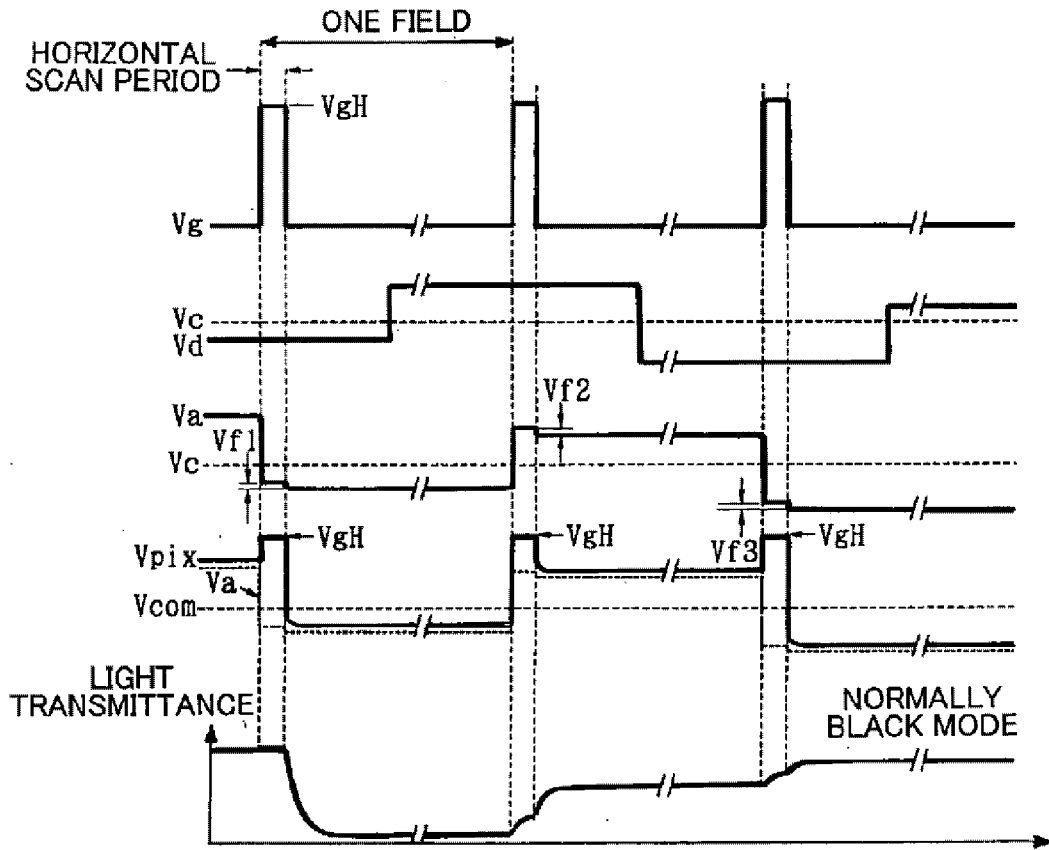 ONE FIELD
HORIZONTAL
SCAN PERIOD
VgH
Vg
Vc
Vd
Vf2
Va
Vf1
Vc
VgH
VgH
Vf3
VgH
Vpix
Va
Vcom
LIGHT
TRANSMITTANCE
NORMALLY
BLACK MODE